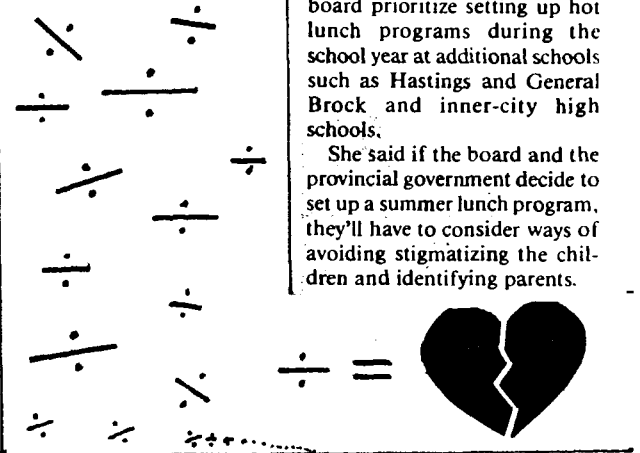 board prioritize setting up hot
lunch programs during the
school year at additional schools
such as Hastings and General
Brock and inner-city high
schools.
She said if the board and the
provincial government decide to
set up a summer lunch program,
they'll have to consider ways of
avoiding stigmatizing the chil-
dren and identifying parents.
÷ =